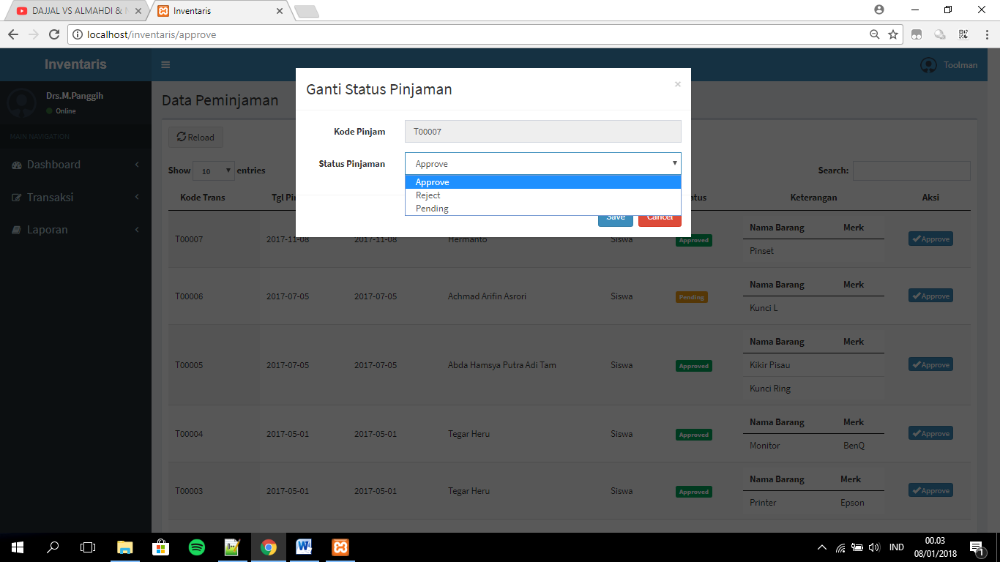 DAJJAL VS ALMAHDI &
Inventaris
localhost/inventaris/approve
Inventaris
Toolman
Drs.M.Panggih
Online
MAIN NAVIGATION
Dashboard
Transaksi
Laporan
Data Peminjaman
Reload
Show 10 entries
Search:
Ganti Status Pinjaman ×
Kode Pinjam T00007
Status Pinjaman Approve
Approve
Reject
Pending
Save Cancel
Kode Trans Tgl Pin atus Keterangan Aksi
Nama Barang Merk
T00007 2017-11-08 2017-11-08 Hermanto Siswa Approved Approve
Pinset
Nama Barang Merk
T00006 2017-07-05 2017-07-05 Achmad Arifin Asrori Siswa Pending Approve
Kunci L
Nama Barang Merk
T00005 2017-07-05 2017-07-05 Abda Hamsya Putra Adi Tam Siswa Approved Kikir Pisau Approve
Kunci Ring
Nama Barang Merk
T00004 2017-05-01 2017-05-01 Tegar Heru Siswa Approved Approve
Monitor BenQ
Nama Barang Merk
T00003 2017-05-01 2017-05-01 Tegar Heru Siswa Approved Approve
Printer Epson
IND
00.03
08/01/2018
1